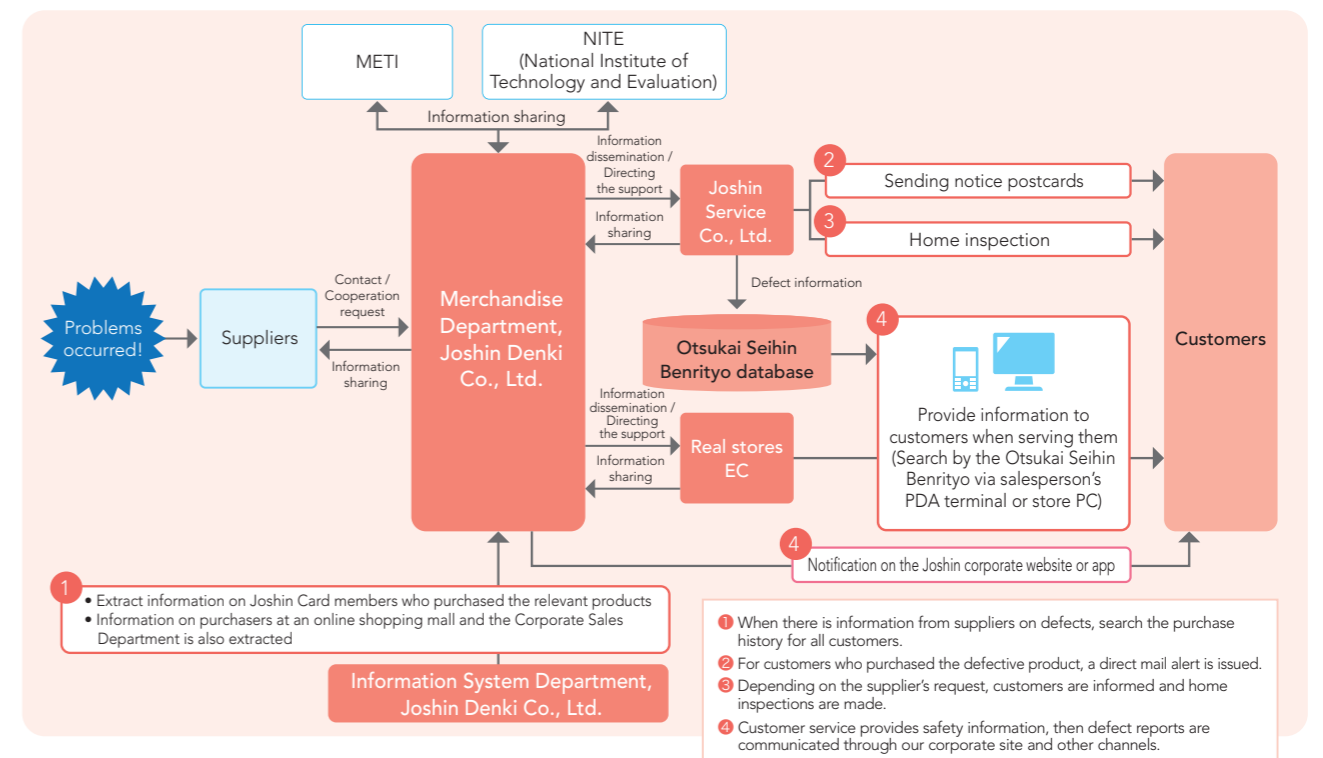 METI
NITE
(National Institute of
Technology and Evaluation)
Information sharing
Information
dissemination /
Directing
the support
Joshin
Service
Co., Ltd.
2
Sending notice postcards
Information
sharing
3
Home inspection
Problems
occurred!
Suppliers
Contact /
Cooperation
request
Information
sharing
Merchandise
Department,
Joshin Denki
Co., Ltd.
Defect information
Otsukai Seihin
Benrityo database
4
Provide information to
customers when serving them
(Search by the Otsukai Seihin
Benrityo via salesperson's
PDA terminal or store PC)
Customers
Information
dissemination /
Directing
the support
Information
sharing
Real stores
EC
4
Notification on the Joshin corporate website or app
1
• Extract information on Joshin Card members who purchased the relevant products
• Information on purchasers at an online shopping mall and the Corporate Sales
Department is also extracted
Information System Department,
Joshin Denki Co., Ltd.
1 When there is information from suppliers on defects, search the purchase
history for all customers.
2 For customers who purchased the defective product, a direct mail alert is issued.
3 Depending on the supplier's request, customers are informed and home
inspections are made.
4 Customer service provides safety information, then defect reports are
communicated through our corporate site and other channels.